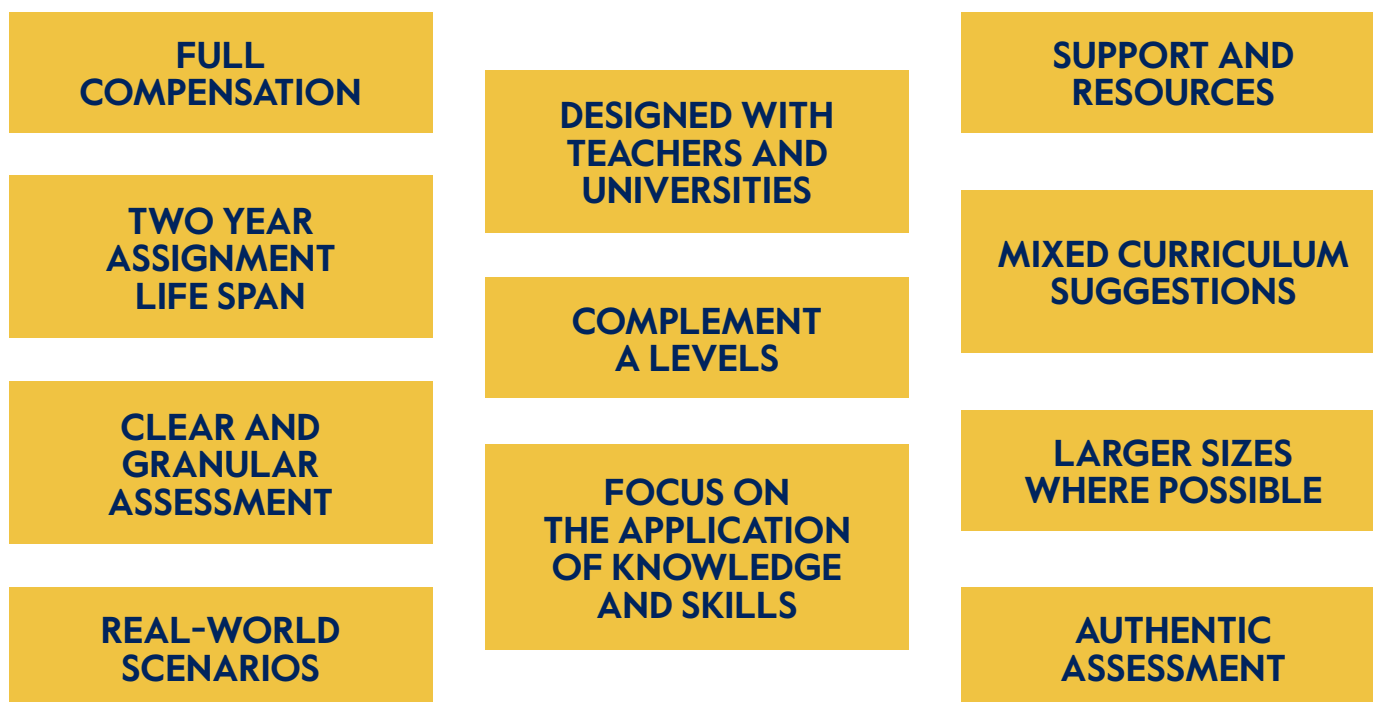 FULL
COMPENSATION
TWO YEAR
ASSIGNMENT
LIFE SPAN
CLEAR AND
GRANULAR
ASSESSMENT
REAL-WORLD
SCENARIOS
DESIGNED WITH
TEACHERS AND
UNIVERSITIES
COMPLEMENT
A LEVELS
FOCUS ON
THE APPLICATION
OF KNOWLEDGE
AND SKILLS
SUPPORT AND
RESOURCES
MIXED CURRICULUM
SUGGESTIONS
LARGER SIZES
WHERE POSSIBLE
AUTHENTIC
ASSESSMENT